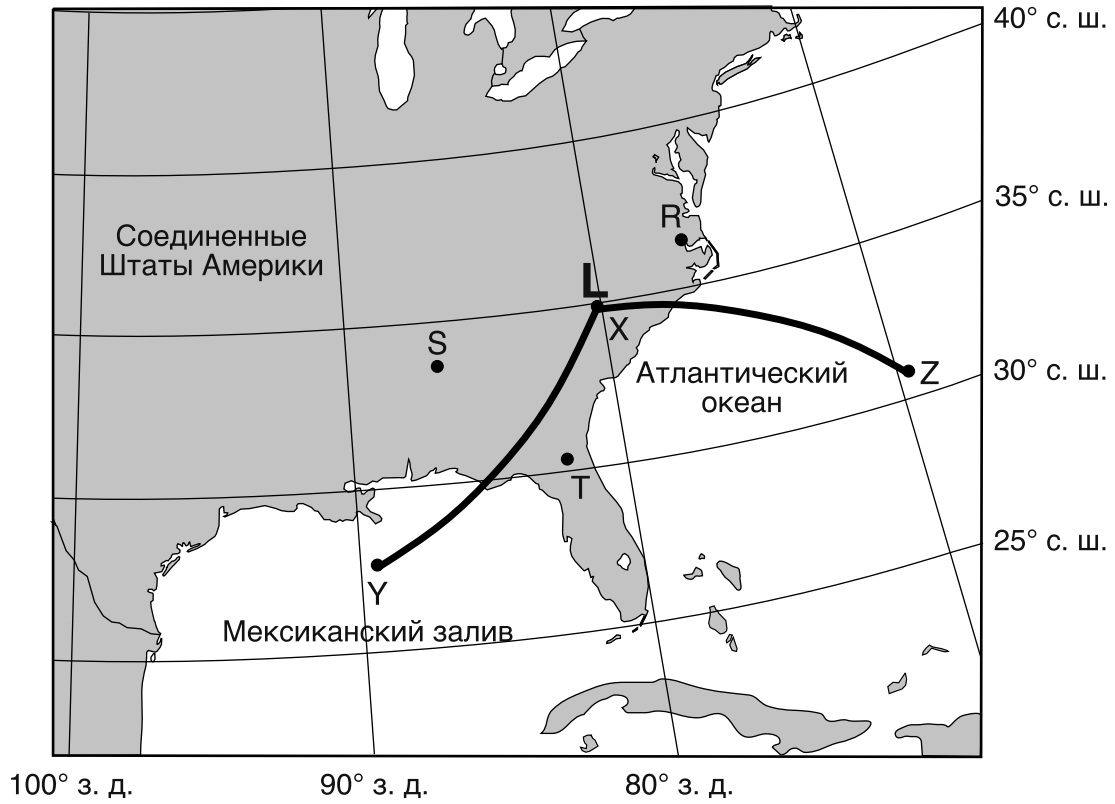 40° с. ш.
35° с. ш.
R
Соединенные
Штаты Америки
L
X
S
Атлантический
океан
Z
30° с. ш.
T
25° с. ш.
Y
Мексиканский залив
100° з. д.
90° з. д.
80° з. д.